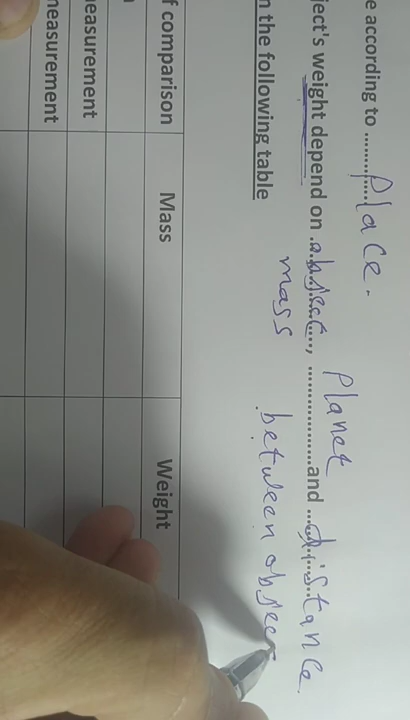 e according to .......... place.
ject's weight depend on object, planet and distance
mass between objec
n the following table
f comparison Mass Weight
easurement
neasurement